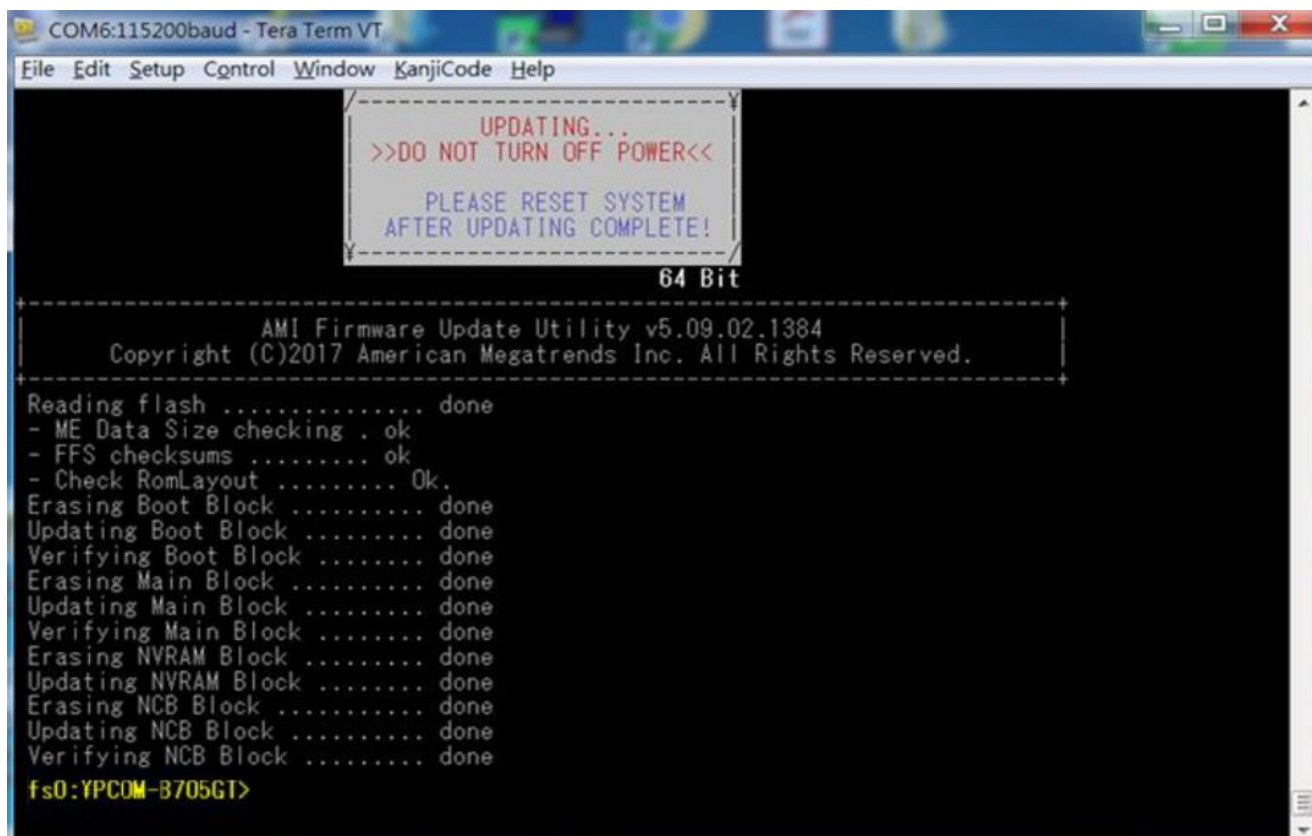 COM6:115200baud - Tera Term VT
File Edit Setup Control Window KanjiCode Help
/----------------------------¥
UPDATING...
>>DO NOT TURN OFF POWER<<
PLEASE RESET SYSTEM
AFTER UPDATING COMPLETE!
¥----------------------------/
64 Bit
+-----------------------------------------------------------------------------+
| AMI Firmware Update Utility v5.09.02.1384 |
| Copyright (C)2017 American Megatrends Inc. All Rights Reserved. |
+-----------------------------------------------------------------------------+
Reading flash ............... done
- ME Data Size checking . ok
- FFS checksums ......... ok
- Check RomLayout ......... Ok.
Erasing Boot Block .......... done
Updating Boot Block ......... done
Verifying Boot Block ........ done
Erasing Main Block .......... done
Updating Main Block ......... done
Verifying Main Block ........ done
Erasing NVRAM Block ......... done
Updating NVRAM Block ........ done
Erasing NCB Block ........... done
Updating NCB Block .......... done
Verifying NCB Block ......... done
fs0:¥PCOM-B705GT>